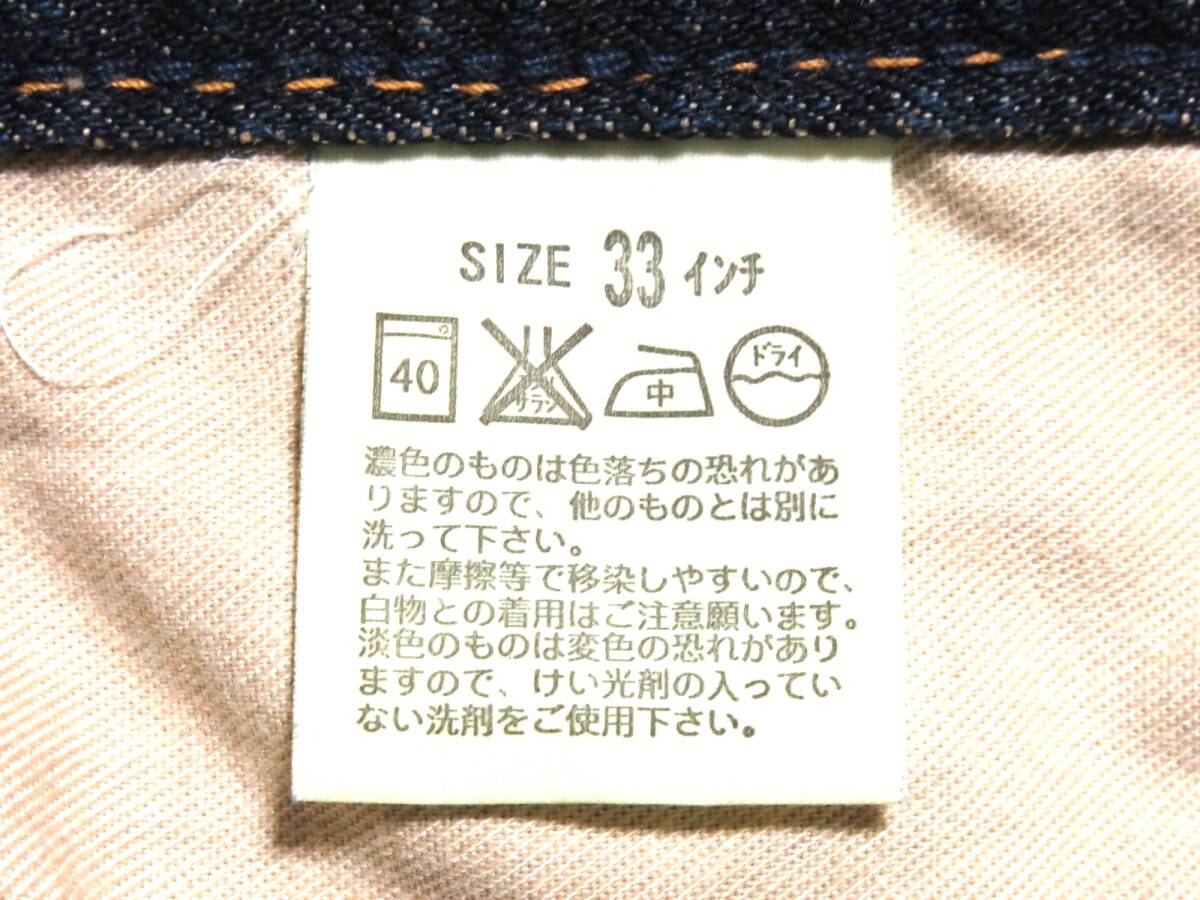 SIZE 33 インチ
40 サラシ 中 ドライ
濃色のものは色落ちの恐れがあ
りますので、他のものとは別に
洗って下さい。
また摩擦等で移染しやすいので、
白物との着用はご注意願います。
淡色のものは変色の恐れがあり
ますので、けい光剤の入ってい
ない洗剤をご使用下さい。